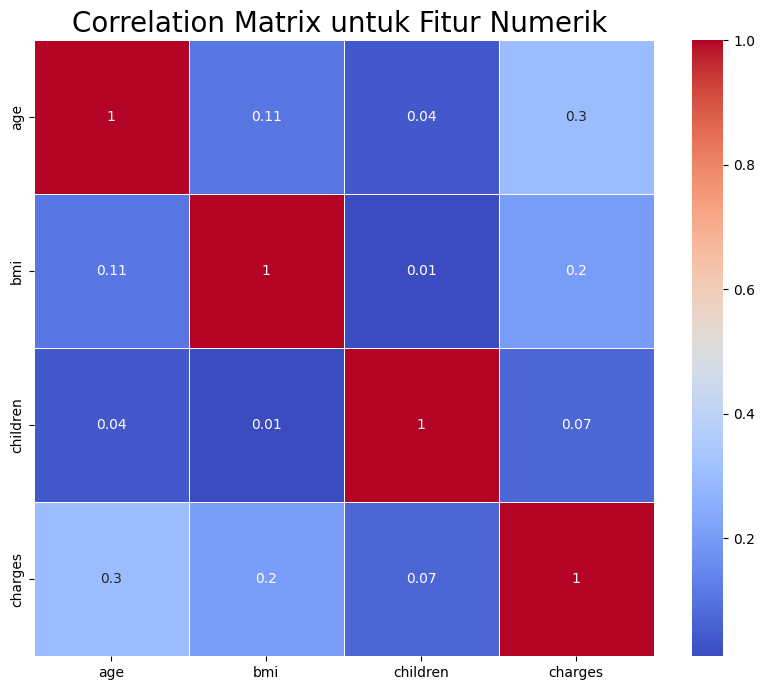 Correlation Matrix untuk Fitur Numerik
age 1 0.11 0.04 0.3
bmi 0.11 1 0.01 0.2
children 0.04 0.01 1 0.07
charges 0.3 0.2 0.07 1
age bmi children charges
1.0
0.8
0.6
0.4
0.2